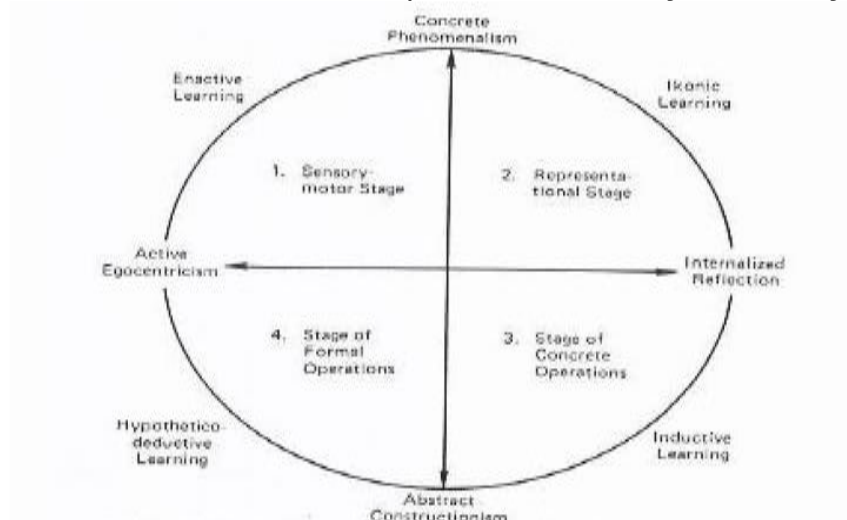 Concrete
Phenomenalism
Enactive
Learning
Ikonic
Learning
1. Sensory-
motor Stage
2. Representa-
tional Stage
Active
Egocentricism
Internalized
Reflection
4. Stage of
Formal
Operations
3. Stage of
Concrete
Operations
Hypothetico-
deductive
Learning
Inductive
Learning
Abstract
Constructionism